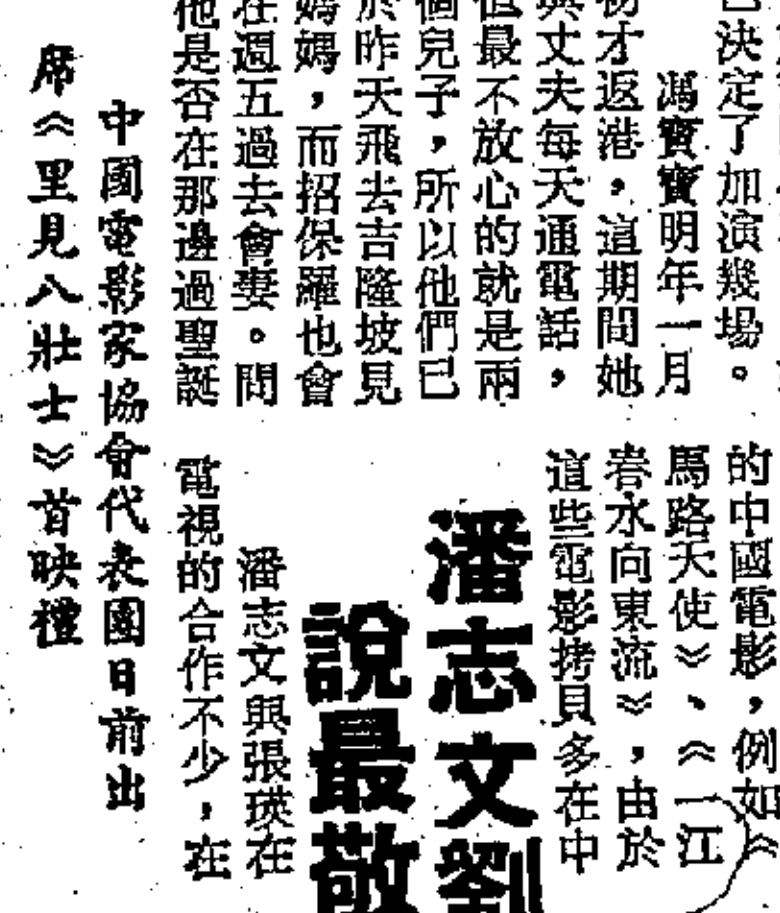 已決定了加演幾場。
馮寶寶明年一月
初才返港，這期間她
與丈夫每天通電話，
但最不放心的就是兩
個兒子，所以他們已
於昨天飛去吉隆坡見
媽媽，而招保羅也會
在週五過去會妻。問
他是否在那邊過聖誕
的中國電影，例如《
馬路天使》、《一江
春水向東流》，由於
這些電影拷貝多在中
潘志文劉
說最敬
潘志文與張瑛在
電視的合作不少，在
中國電影家協會代表團日前出
席《里見八壯士》首映禮